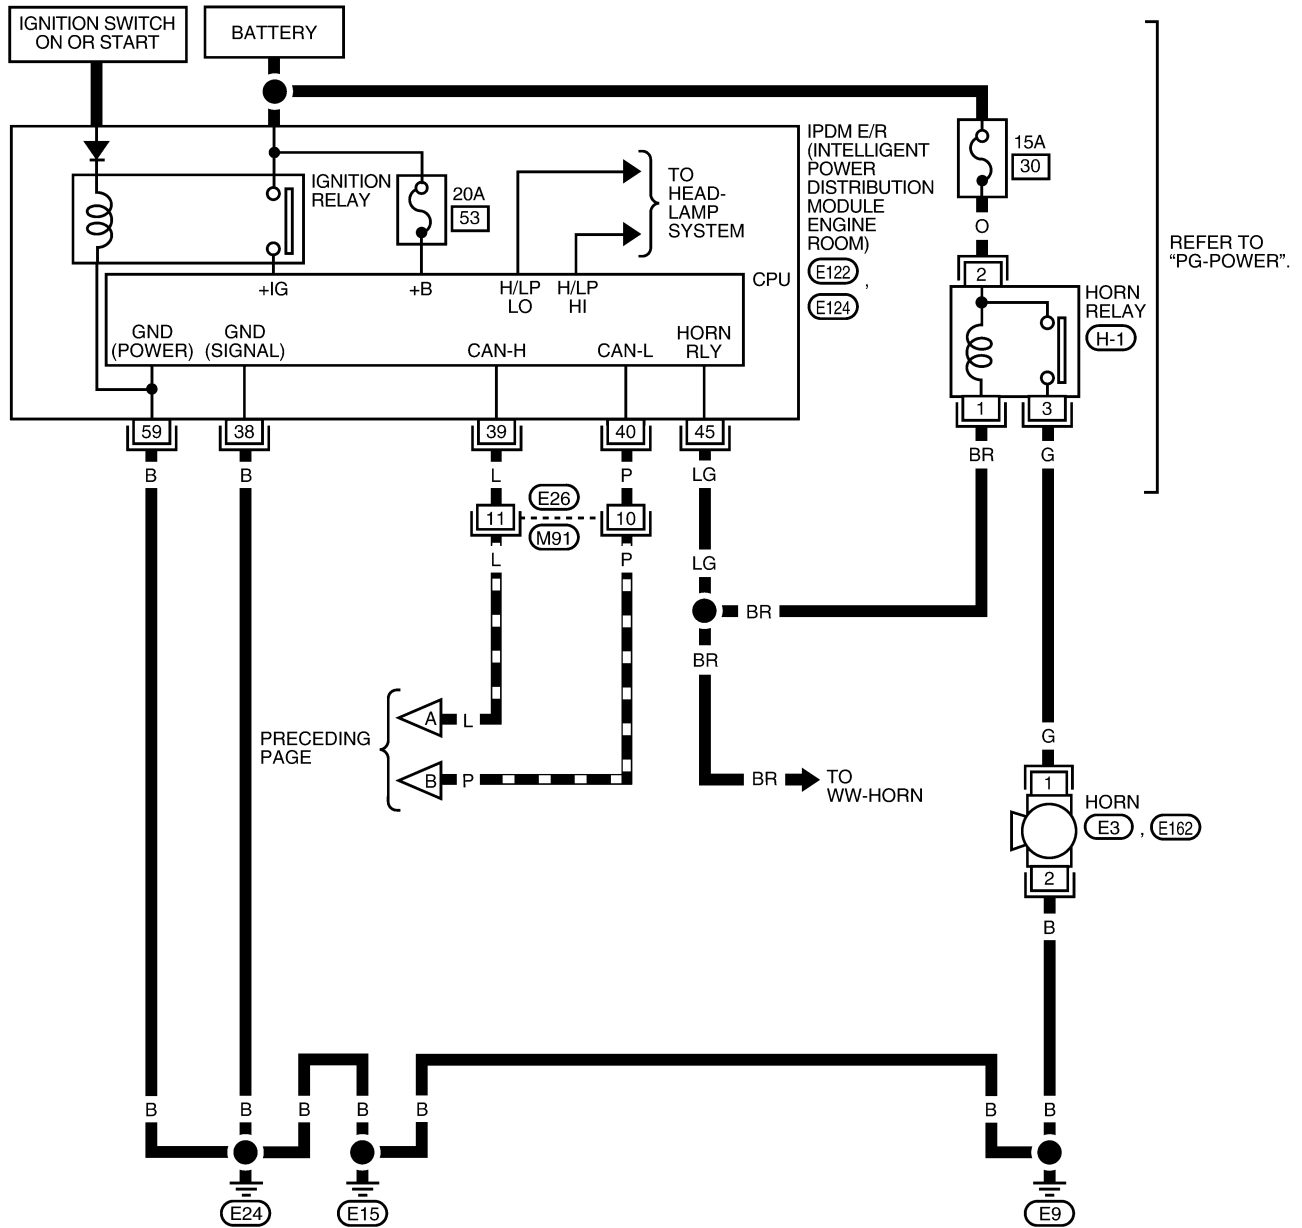 IGNITION SWITCH
ON OR START
BATTERY
IPDM E/R
(INTELLIGENT
POWER
DISTRIBUTION
MODULE
ENGINE
ROOM)
E122 ,
E124
15A
30
O
2
HORN
RELAY
H-1
1
3
REFER TO
“PG-POWER”.
IGNITION
RELAY
20A
53
TO
HEAD-
LAMP
SYSTEM
CPU
+IG
+B
H/LP
LO
H/LP
HI
GND
(POWER)
GND
(SIGNAL)
CAN-H
CAN-L
HORN
RLY
59
38
39
40
45
B
B
L
P
LG
BR
G
E26
11
10
M91
L
P
LG
BR
BR
PRECEDING
PAGE
A
L
B
P
BR
TO
WW-HORN
G
1
HORN
E3 , E162
2
B
B
B
B
B
B
B
B
E24
E15
E9